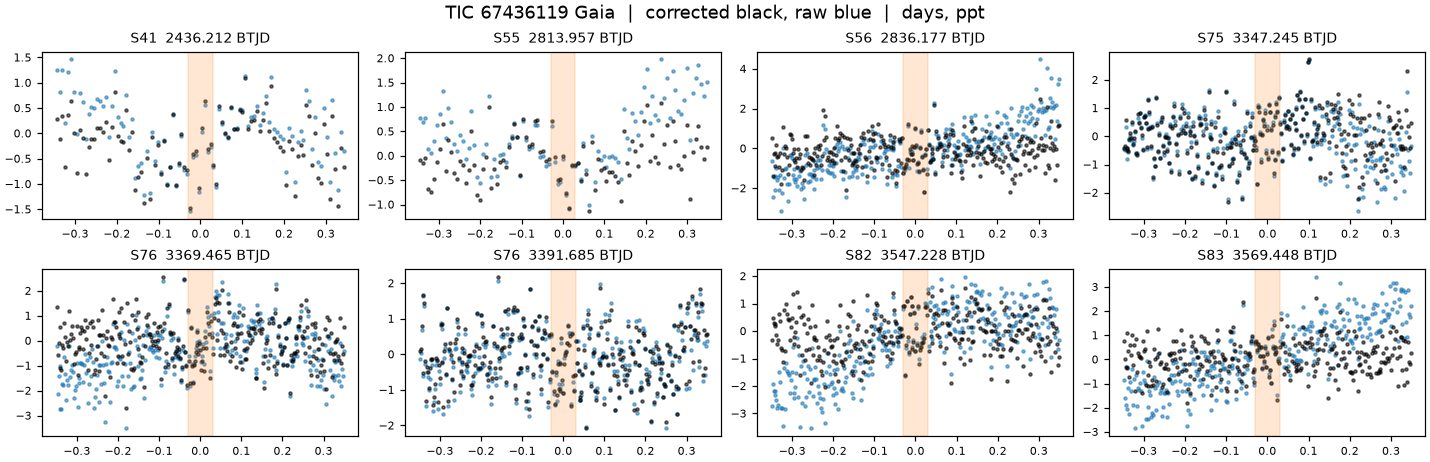 TIC 67436119 Gaia | corrected black, raw blue | days, ppt
S41 2436.212 BTJD
S55 2813.957 BTJD
S56 2836.177 BTJD
S75 3347.245 BTJD
1.5
1.0
0.5
0.0
−0.5
−1.0
−1.5
−0.3 −0.2 −0.1 0.0 0.1 0.2 0.3
2.0
1.5
1.0
0.5
0.0
−0.5
−1.0
−0.3 −0.2 −0.1 0.0 0.1 0.2 0.3
4
2
0
−2
−0.3 −0.2 −0.1 0.0 0.1 0.2 0.3
2
1
0
−1
−2
−0.3 −0.2 −0.1 0.0 0.1 0.2 0.3
S76 3369.465 BTJD
S76 3391.685 BTJD
S82 3547.228 BTJD
S83 3569.448 BTJD
2
1
0
−1
−2
−3
−0.3 −0.2 −0.1 0.0 0.1 0.2 0.3
2
1
0
−1
−2
−0.3 −0.2 −0.1 0.0 0.1 0.2 0.3
2
1
0
−1
−2
−3
−0.3 −0.2 −0.1 0.0 0.1 0.2 0.3
3
2
1
0
−1
−2
−3
−0.3 −0.2 −0.1 0.0 0.1 0.2 0.3